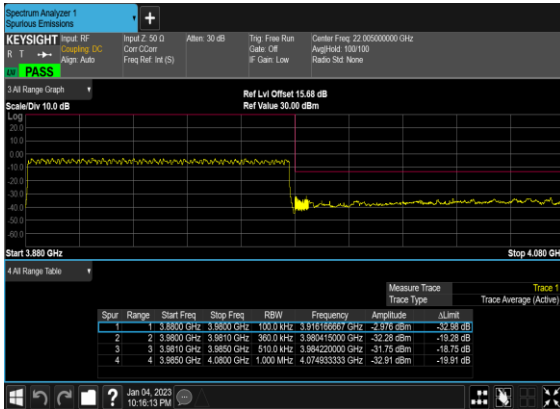 Spectrum Analyzer 1
Spurious Emissions
KEYSIGHT
R T
LW PASS
Input: RF
Coupling: DC
Align: Auto
Input Z: 50 Ω
Corr CCorr
Freq Ref: Int (S)
Atten: 30 dB
Trig: Free Run
Gate: Off
IF Gain: Low
Center Freq: 22.005000000 GHz
Avg|Hold: 100/100
Radio Std: None
3 All Range Graph
Scale/Div 10.0 dB
Ref Lvl Offset 15.68 dB
Ref Value 30.00 dBm
Log
20.0
10.0
0.00
-10.0
-20.0
-30.0
-40.0
-50.0
-60.0
Start 3.880 GHz
Stop 4.080 GH
4 All Range Table
Measure Trace Trace 1
Trace Type Trace Average (Active)
Spur Range Start Freq Stop Freq RBW Frequency Amplitude ΔLimit
1 1 3.8800 GHz 3.9800 GHz 100.0 kHz 3.916166667 GHz -2.976 dBm -32.98 dB
2 2 3.9800 GHz 3.9810 GHz 360.0 kHz 3.980415000 GHz -32.28 dBm -19.28 dB
3 3 3.9810 GHz 3.9850 GHz 510.0 kHz 3.984220000 GHz -31.75 dBm -18.75 dB
4 4 3.9850 GHz 4.0800 GHz 1.000 MHz 4.074933333 GHz -32.91 dBm -19.91 dB
?
Jan 04, 2023
10:16:13 PM